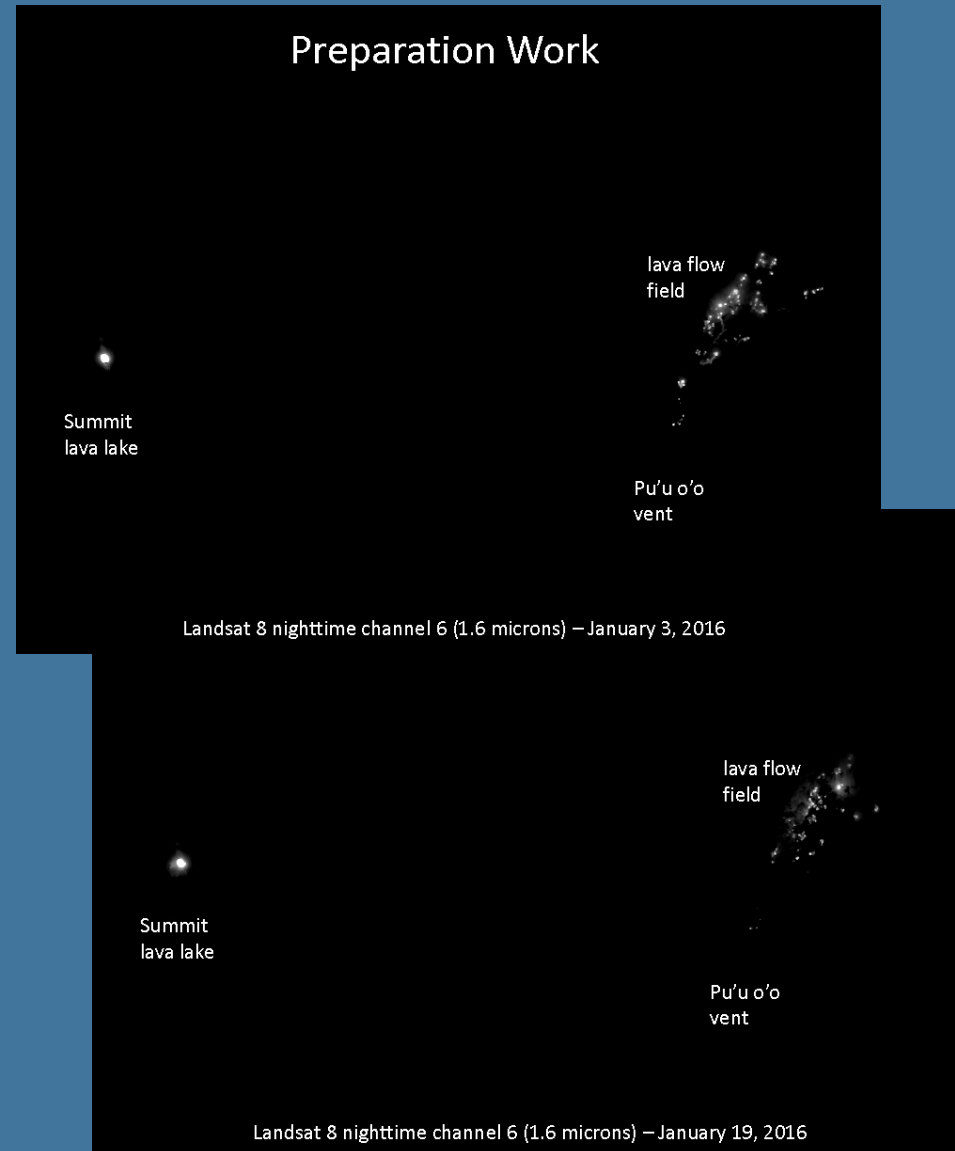 Preparation Work
lava flow
field
Summit
lava lake
Pu’u o’o
vent
Landsat 8 nighttime channel 6 (1.6 microns) – January 3, 2016
lava flow
field
Summit
lava lake
Pu’u o’o
vent
Landsat 8 nighttime channel 6 (1.6 microns) – January 19, 2016